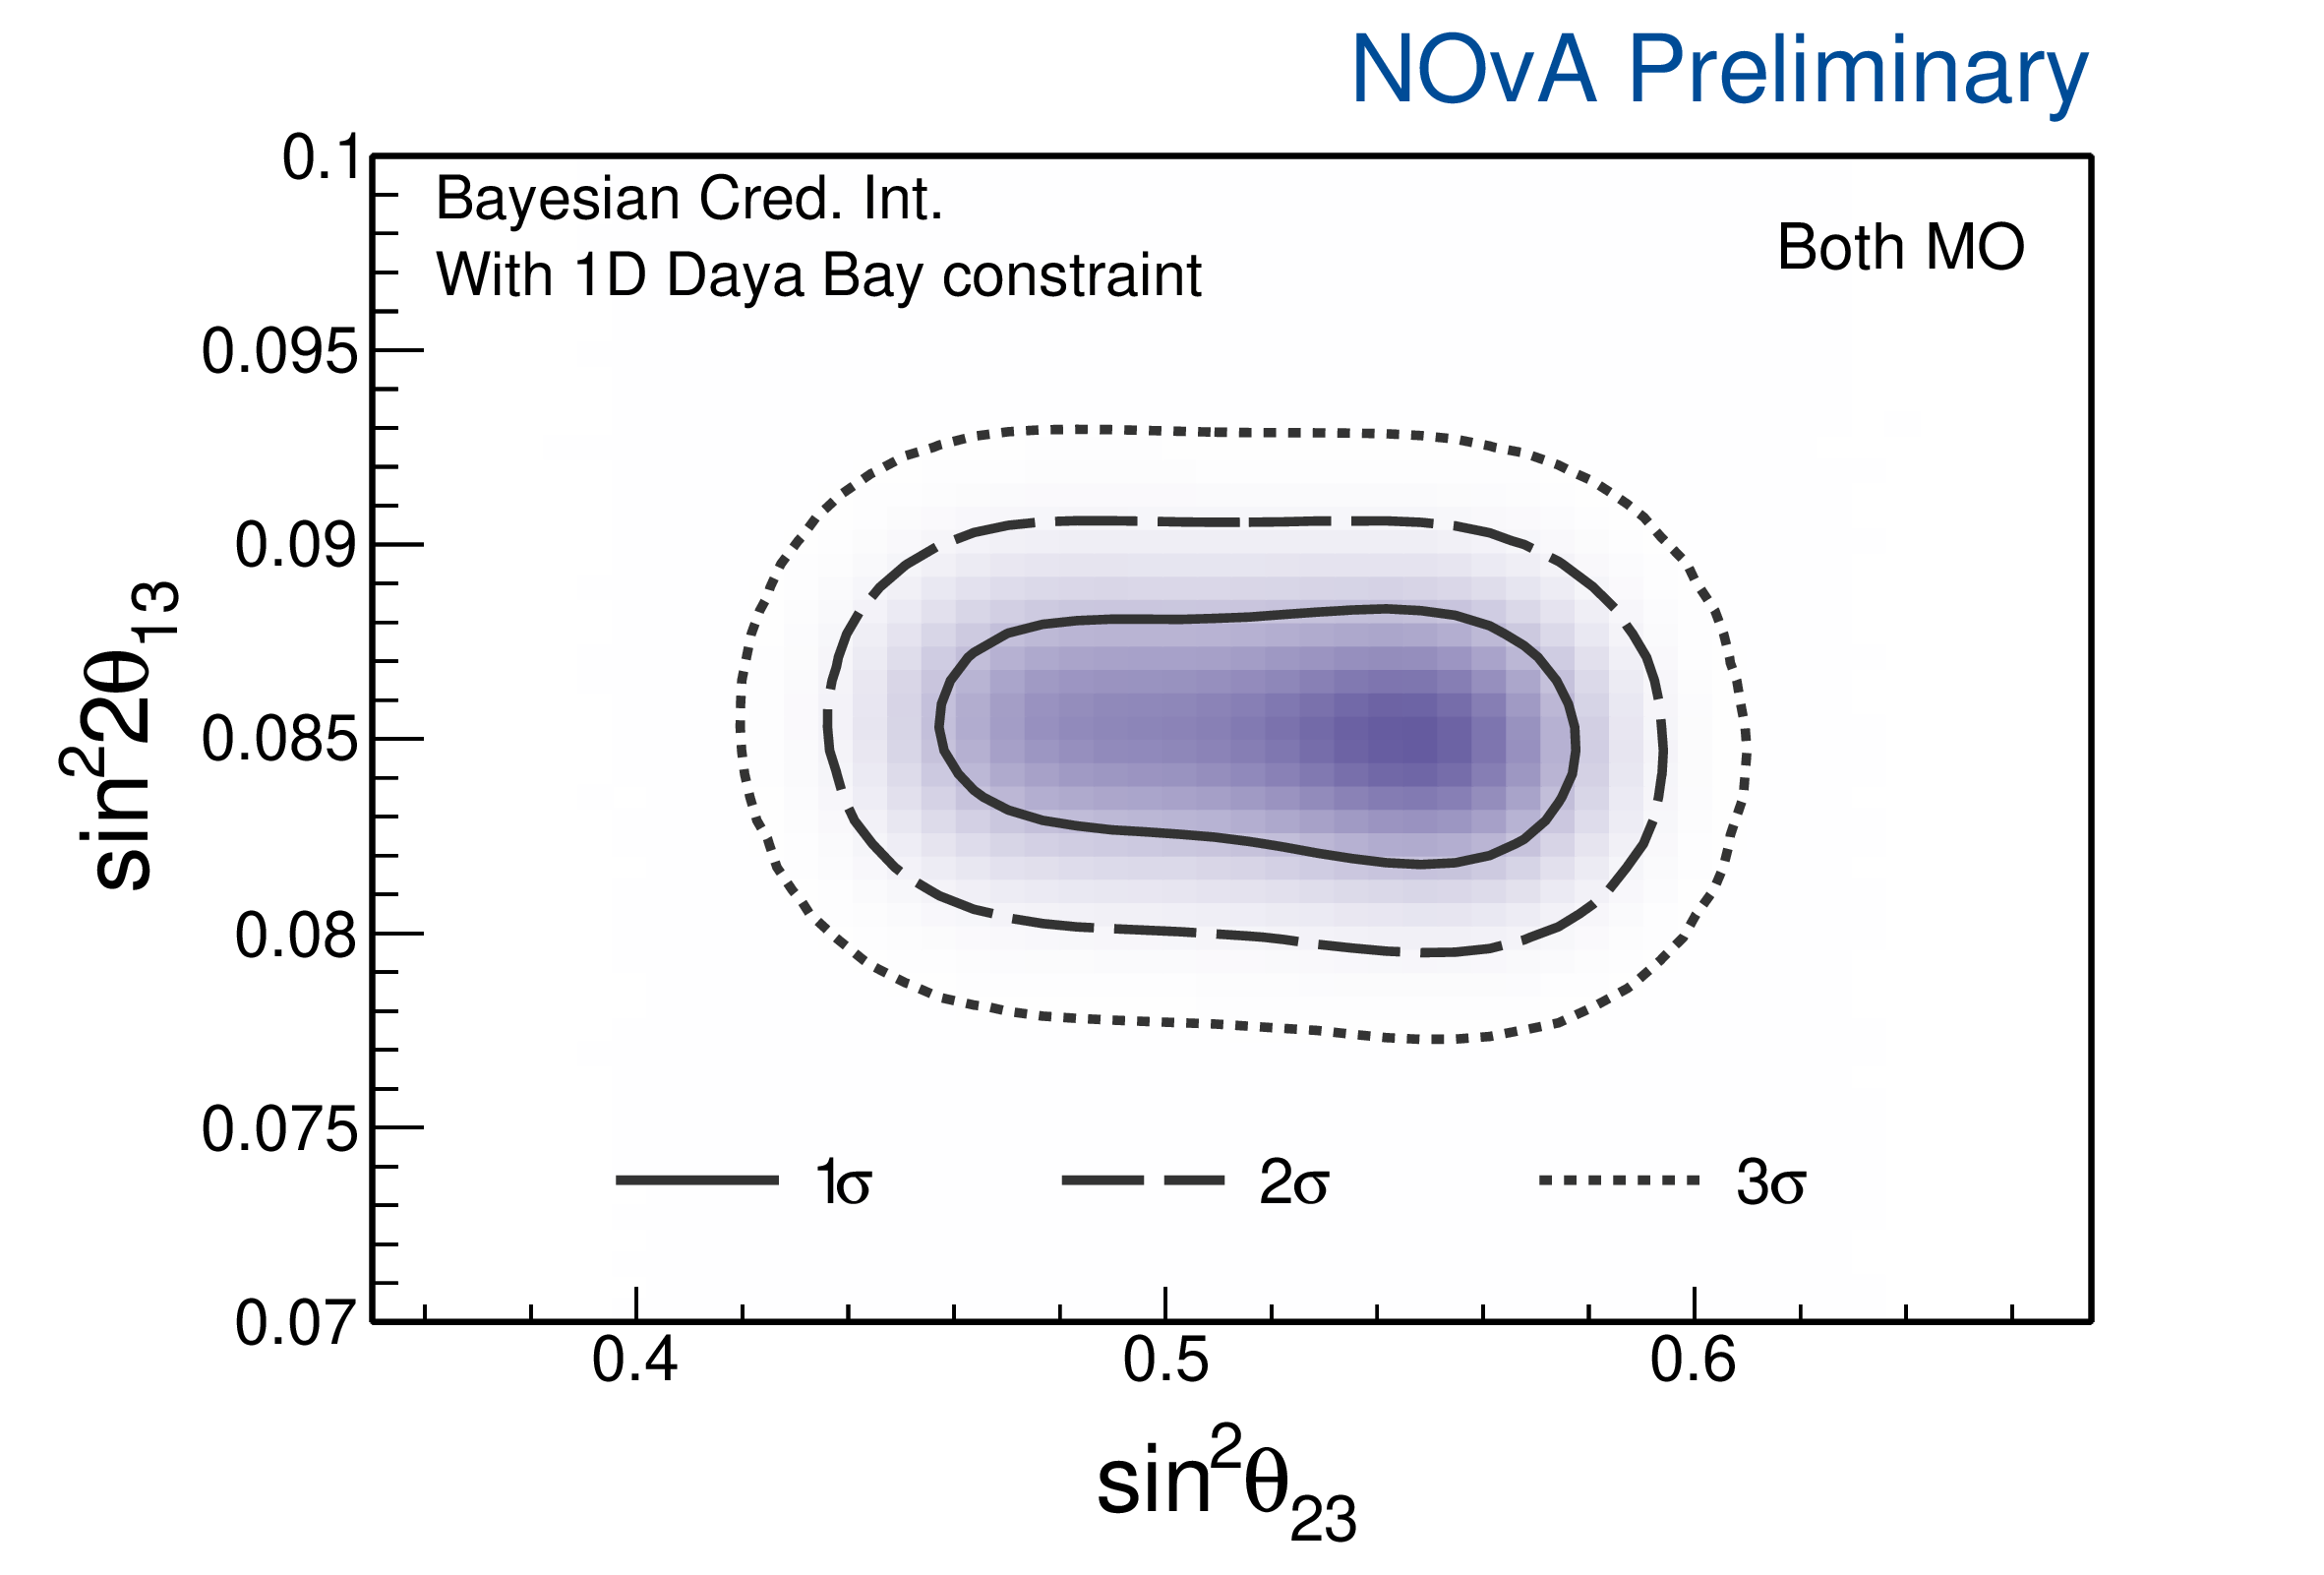 NOvA Preliminary
Bayesian Cred. Int.
With 1D Daya Bay constraint
Both MO
0.1
0.095
0.09
0.085
0.08
0.075
0.07
sin²2θ₁₃
1σ 2σ 3σ
0.4 0.5 0.6
sin²θ₂₃